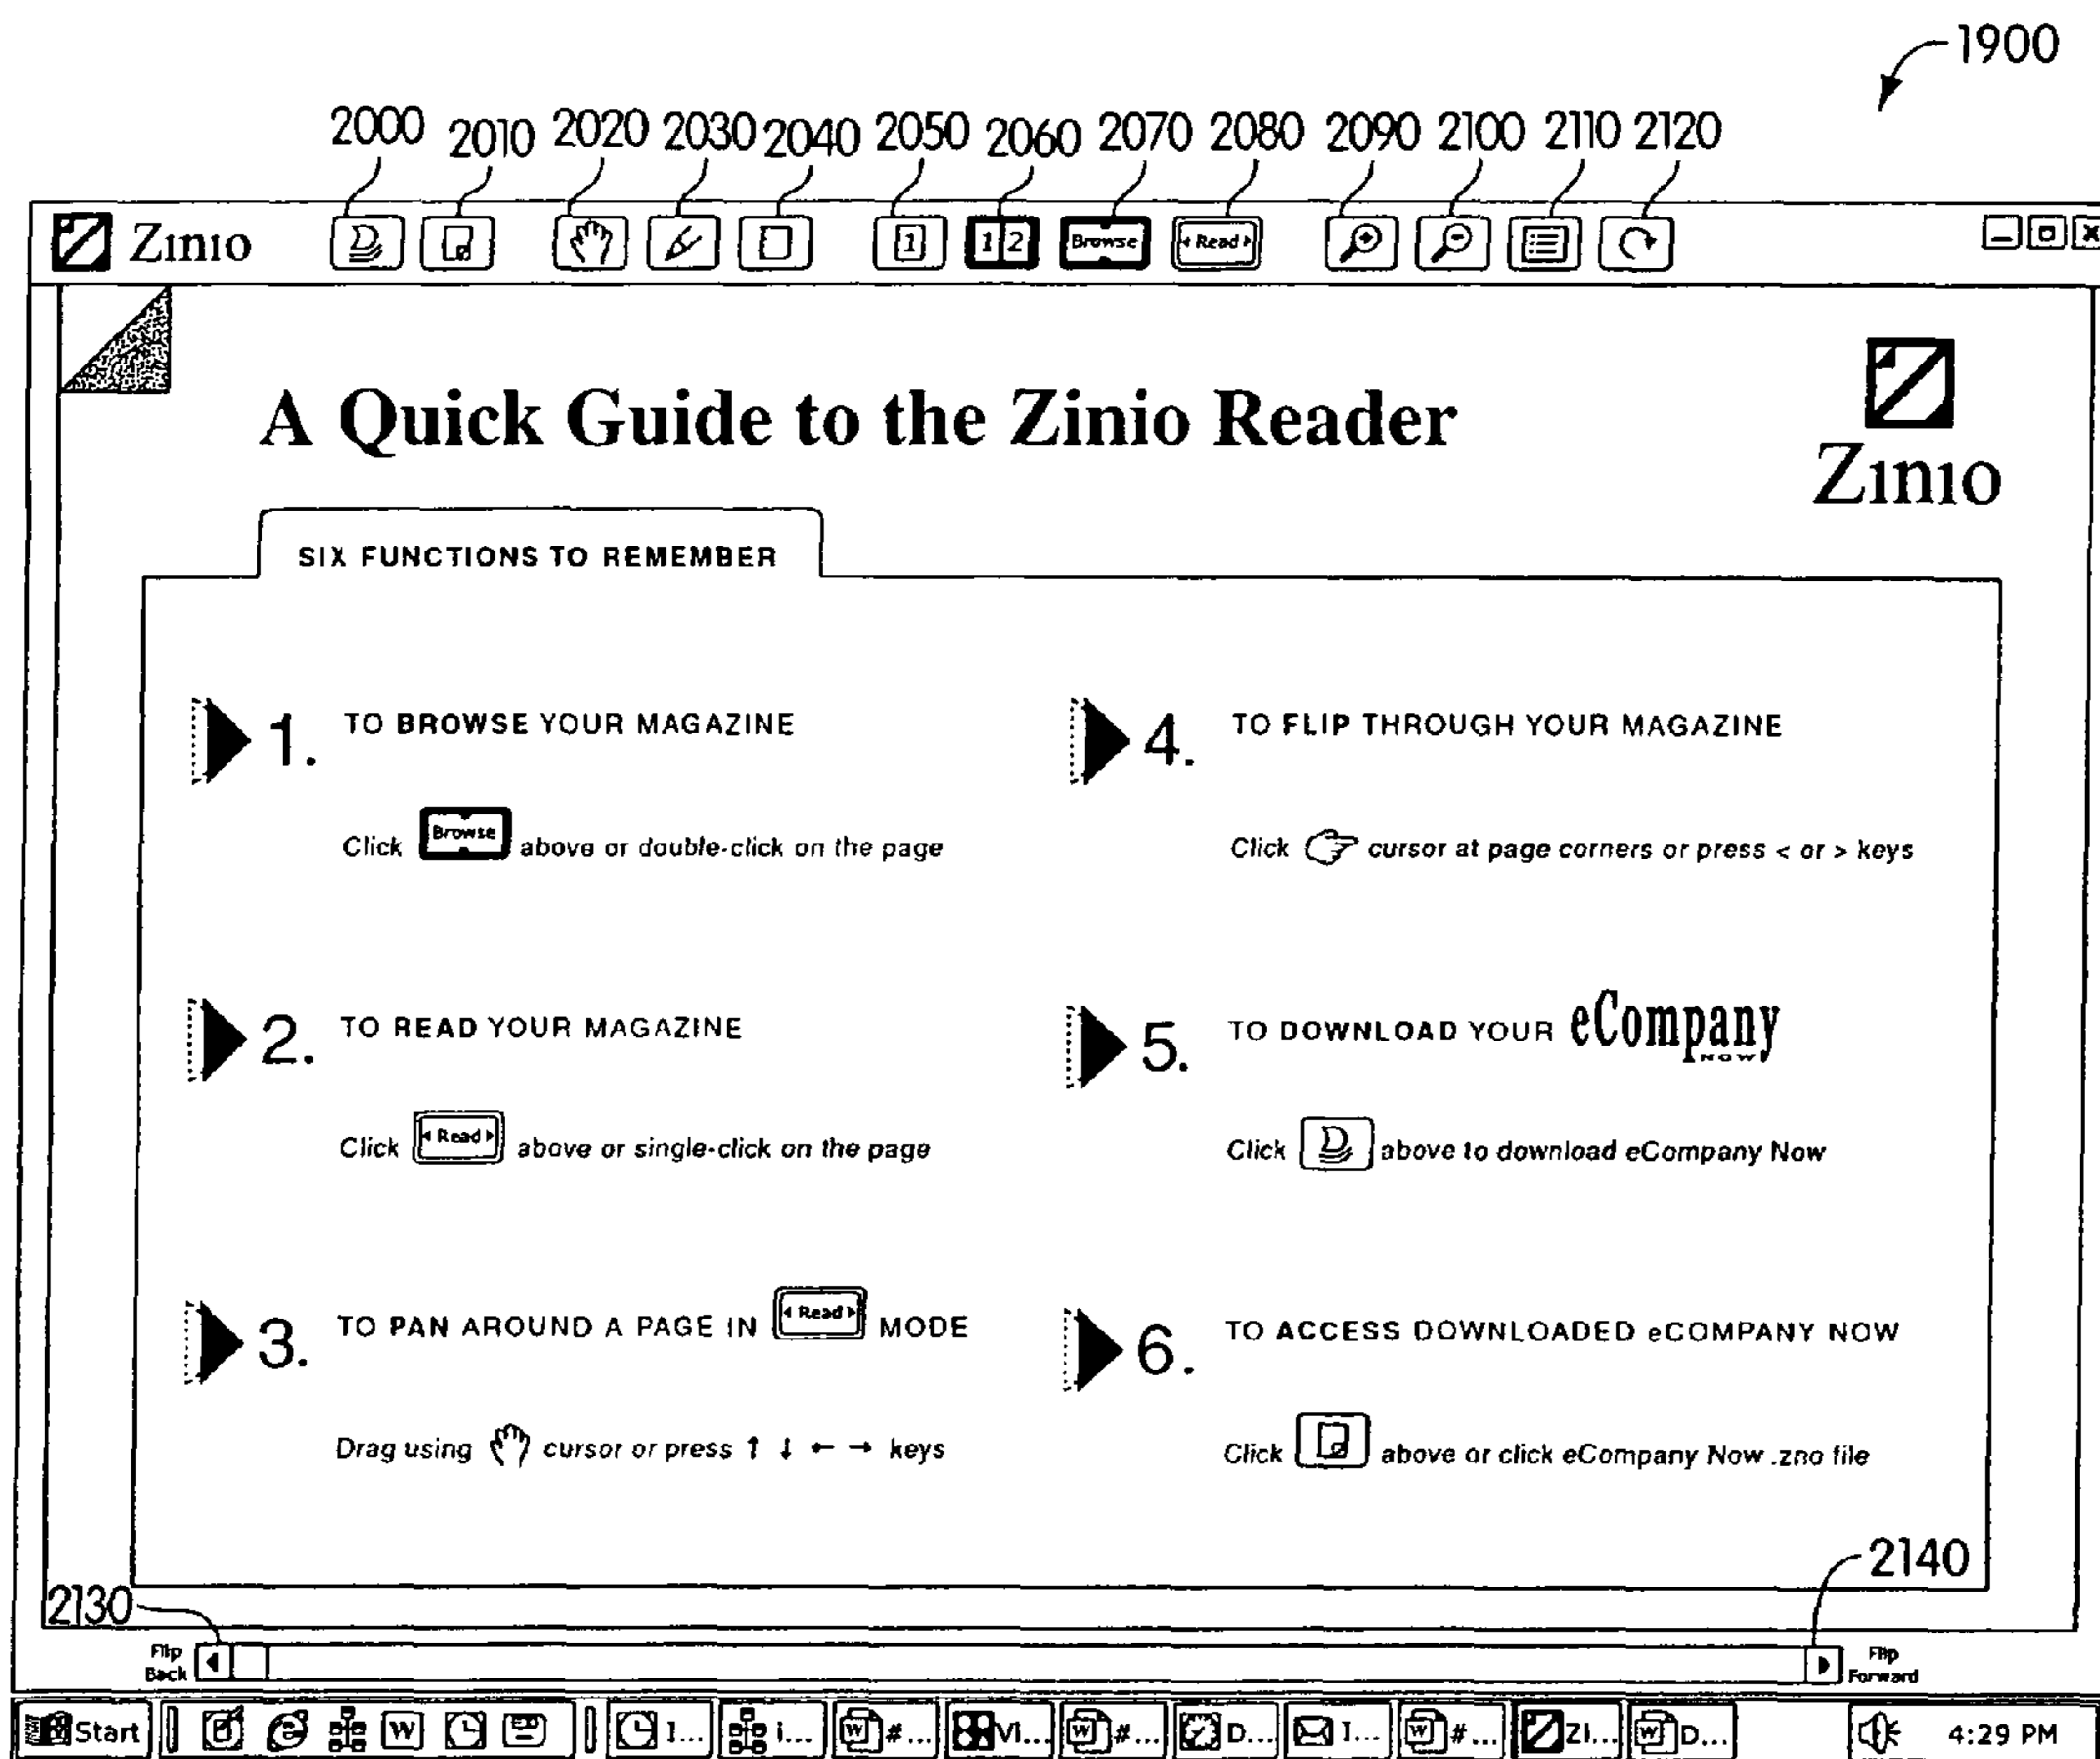 1900
2000 2010 2020 2030 2040 2050 2060 2070 2080 2090 2100 2110 2120
Zinio 1 1 2 Browse Read
A Quick Guide to the Zinio Reader
Zinio
SIX FUNCTIONS TO REMEMBER
1. TO BROWSE YOUR MAGAZINE
Click Browse above or double-click on the page
2. TO READ YOUR MAGAZINE
Click Read above or single-click on the page
3. TO PAN AROUND A PAGE IN Read MODE
Drag using cursor or press ↑ ↓ ← → keys
4. TO FLIP THROUGH YOUR MAGAZINE
Click cursor at page corners or press < or > keys
5. TO DOWNLOAD YOUR eCompany NOW
Click above to download eCompany Now
6. TO ACCESS DOWNLOADED eCOMPANY NOW
Click above or click eCompany Now .zno file
2130
2140
Flip
Back
Flip
Forward
Start W I... i... W #... Vi... W #... D... I... W #... Zi... W D... 4:29 PM